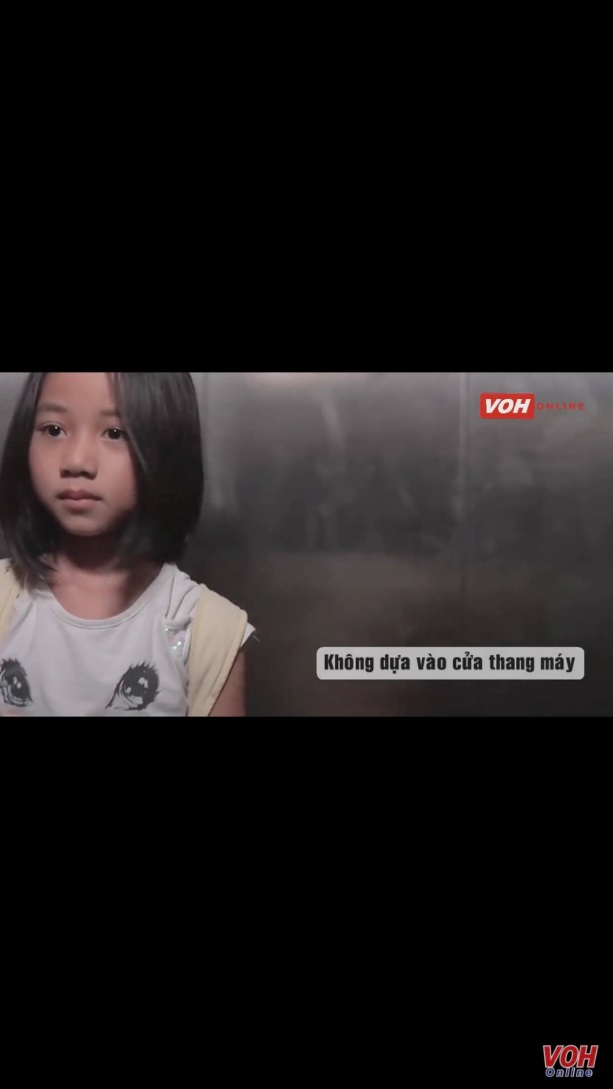 VOH ONLINE
Không dựa vào cửa thang máy
VOH
Online